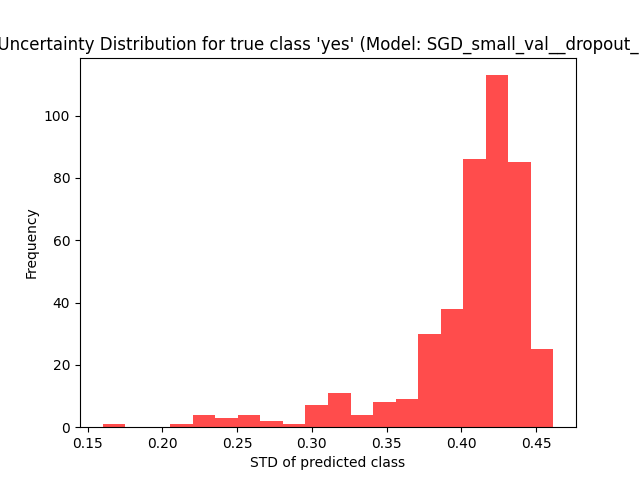 Uncertainty Distribution for true class 'yes' (Model: SGD_small_val__dropout_
100
80
60
40
20
0
Frequency
0.15 0.20 0.25 0.30 0.35 0.40 0.45
STD of predicted class